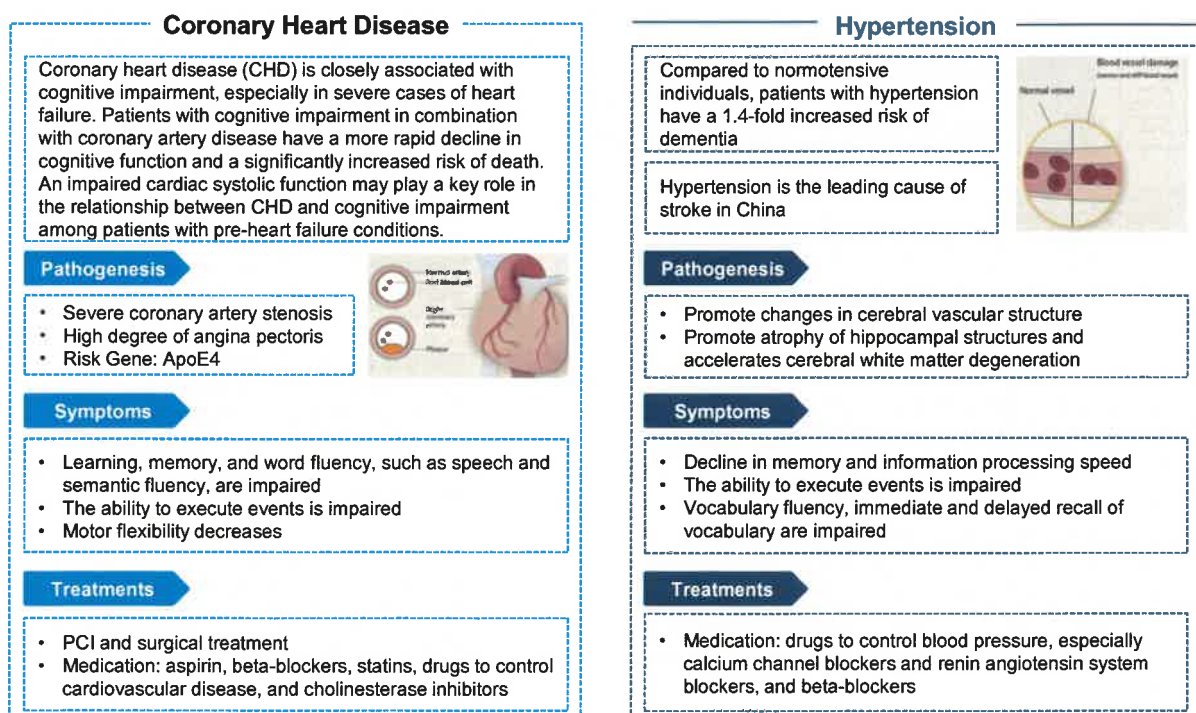 Coronary Heart Disease
Coronary heart disease (CHD) is closely associated with
cognitive impairment, especially in severe cases of heart
failure. Patients with cognitive impairment in combination
with coronary artery disease have a more rapid decline in
cognitive function and a significantly increased risk of death.
An impaired cardiac systolic function may play a key role in
the relationship between CHD and cognitive impairment
among patients with pre-heart failure conditions.
Pathogenesis
• Severe coronary artery stenosis
• High degree of angina pectoris
• Risk Gene: ApoE4
Normal artery
Red blood cell
Plaque
Symptoms
• Learning, memory, and word fluency, such as speech and
semantic fluency, are impaired
• The ability to execute events is impaired
• Motor flexibility decreases
Treatments
• PCI and surgical treatment
• Medication: aspirin, beta-blockers, statins, drugs to control
cardiovascular disease, and cholinesterase inhibitors
Hypertension
Compared to normotensive
individuals, patients with hypertension
have a 1.4-fold increased risk of
dementia
Hypertension is the leading cause of
stroke in China
Blood vessel damage
Normal vessel
Pathogenesis
• Promote changes in cerebral vascular structure
• Promote atrophy of hippocampal structures and
accelerates cerebral white matter degeneration
Symptoms
• Decline in memory and information processing speed
• The ability to execute events is impaired
• Vocabulary fluency, immediate and delayed recall of
vocabulary are impaired
Treatments
• Medication: drugs to control blood pressure, especially
calcium channel blockers and renin angiotensin system
blockers, and beta-blockers